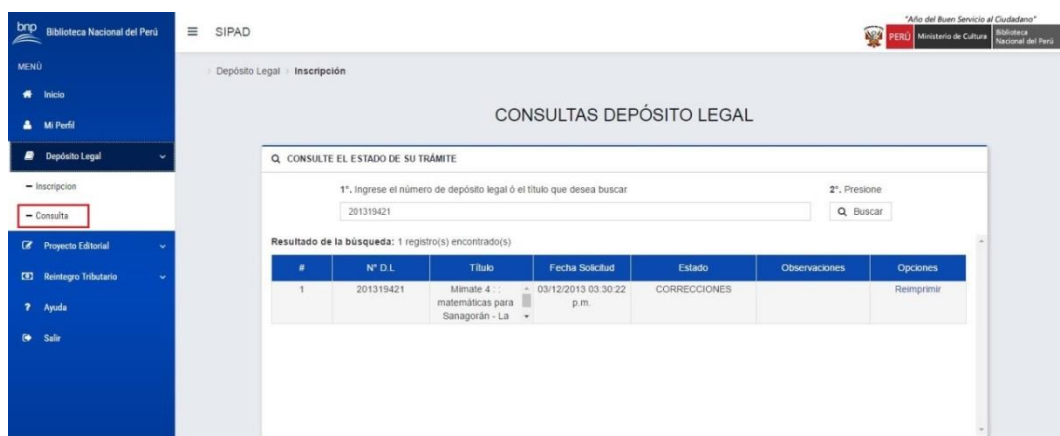 bnp Biblioteca Nacional del Perú
MENÚ
Inicio
Mi Perfil
Depósito Legal
Inscripcion
Consulta
Proyecto Editorial
Reintegro Tributario
Ayuda
Salir
SIPAD
"Año del Buen Servicio al Ciudadano"
PERÚ Ministerio de Cultura Biblioteca
Nacional del Perú
Depósito Legal Inscripción
CONSULTAS DEPÓSITO LEGAL
CONSULTE EL ESTADO DE SU TRÁMITE
1°. Ingrese el número de depósito legal ó el título que desea buscar 2°. Presione
201319421 Buscar
Resultado de la búsqueda: 1 registro(s) encontrado(s)
# N° D.L Título Fecha Solicitud Estado Observaciones Opciones
1 201319421 Mimate 4 : : 03/12/2013 03:30:22 CORRECCIONES Reimprimir
matemáticas para p.m.
Sanagorán - La